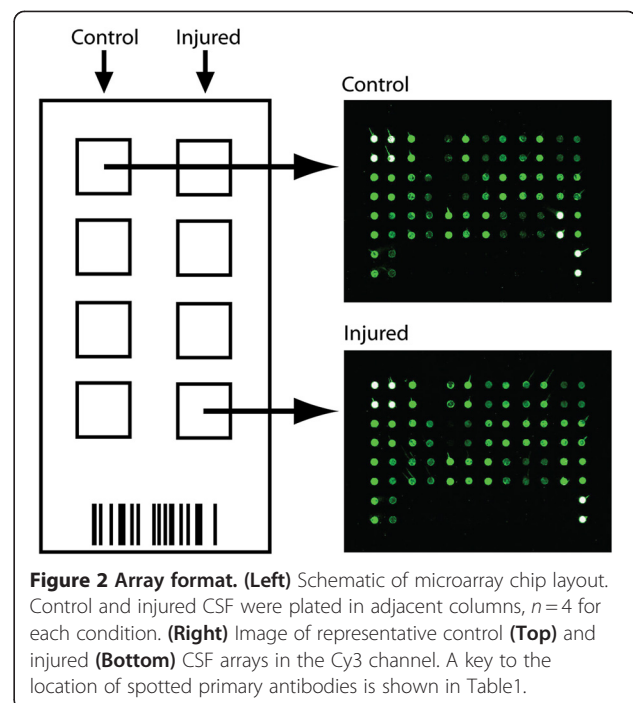 Control
Injured
Control
Injured
Figure 2 Array format. (Left) Schematic of microarray chip layout.
Control and injured CSF were plated in adjacent columns, n = 4 for
each condition. (Right) Image of representative control (Top) and
injured (Bottom) CSF arrays in the Cy3 channel. A key to the
location of spotted primary antibodies is shown in Table1.